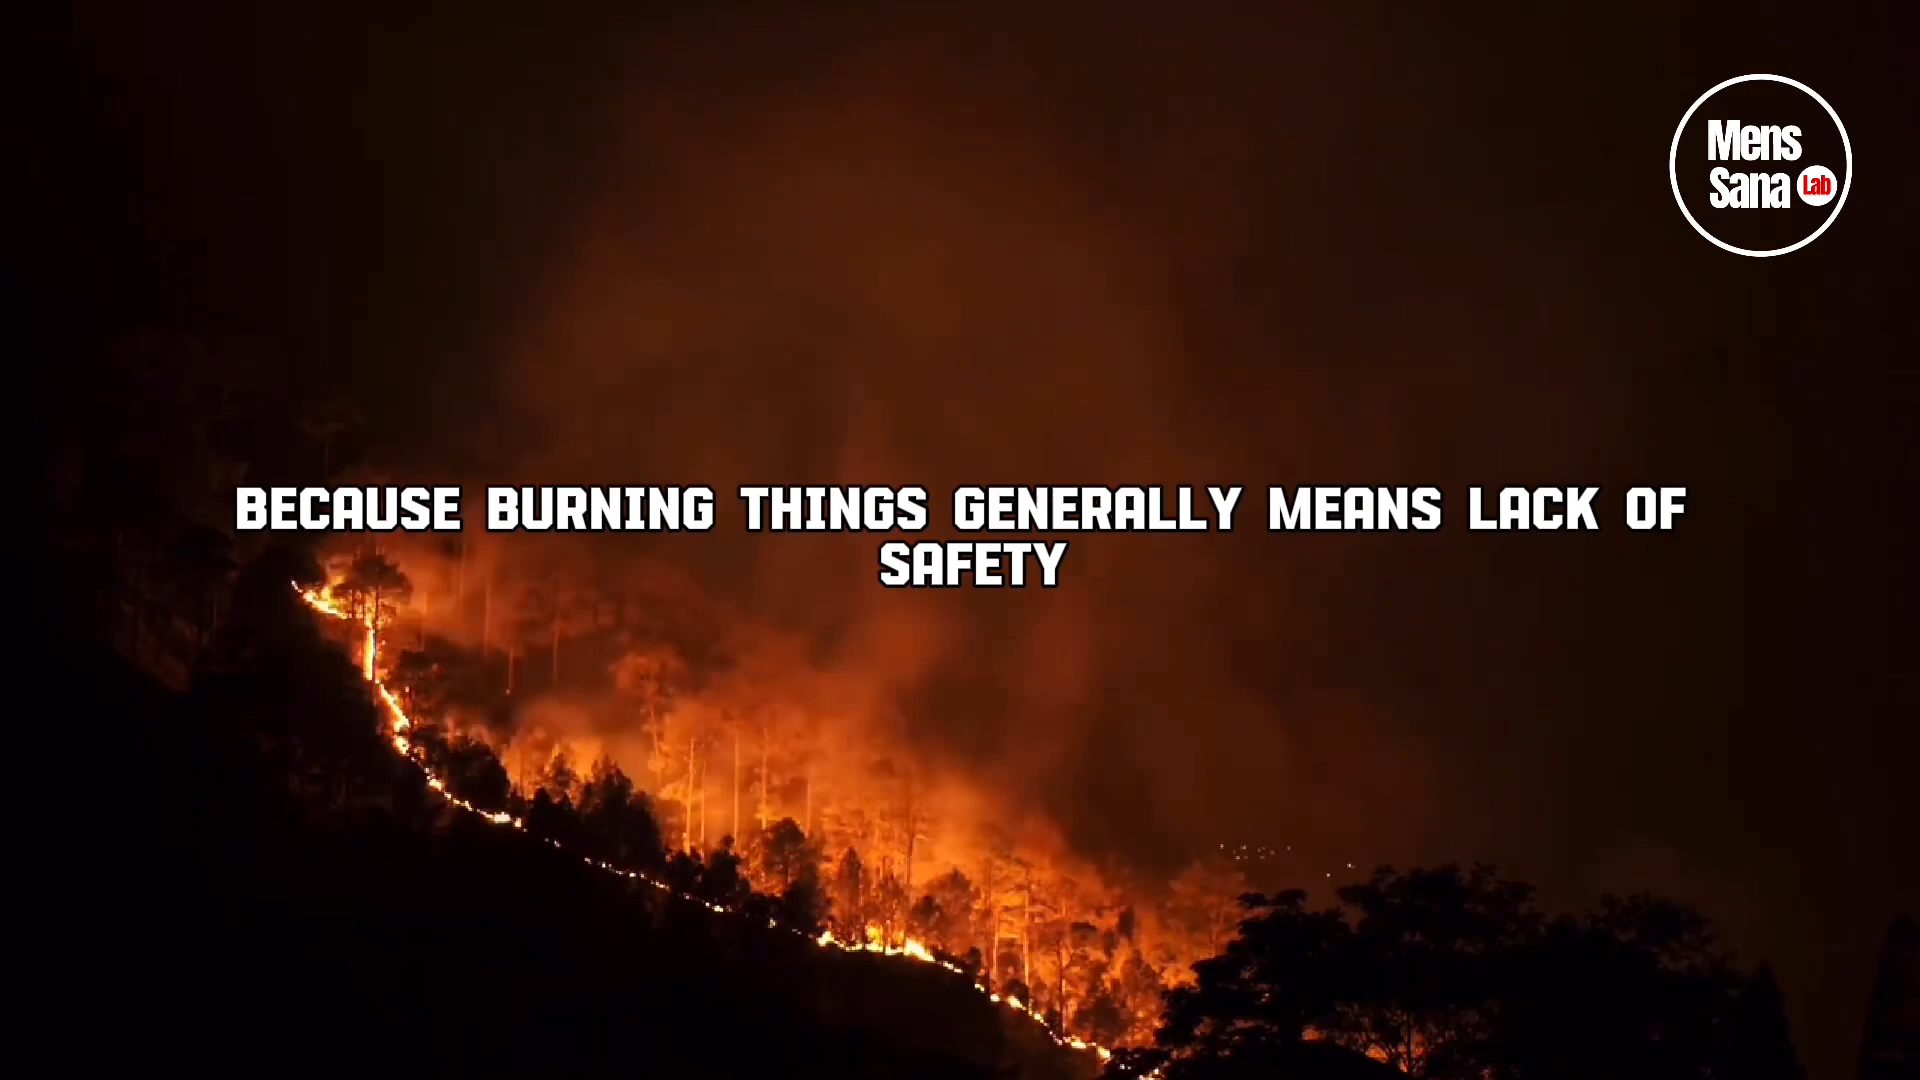 Mens
Sana Lab
BECAUSE BURNING THINGS GENERALLY MEANS LACK OF
SAFETY